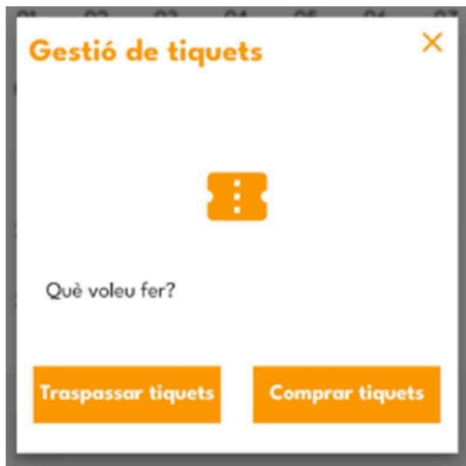 Gestió de tiquets
Què voleu fer?
Traspassar tiquets
Comprar tiquets